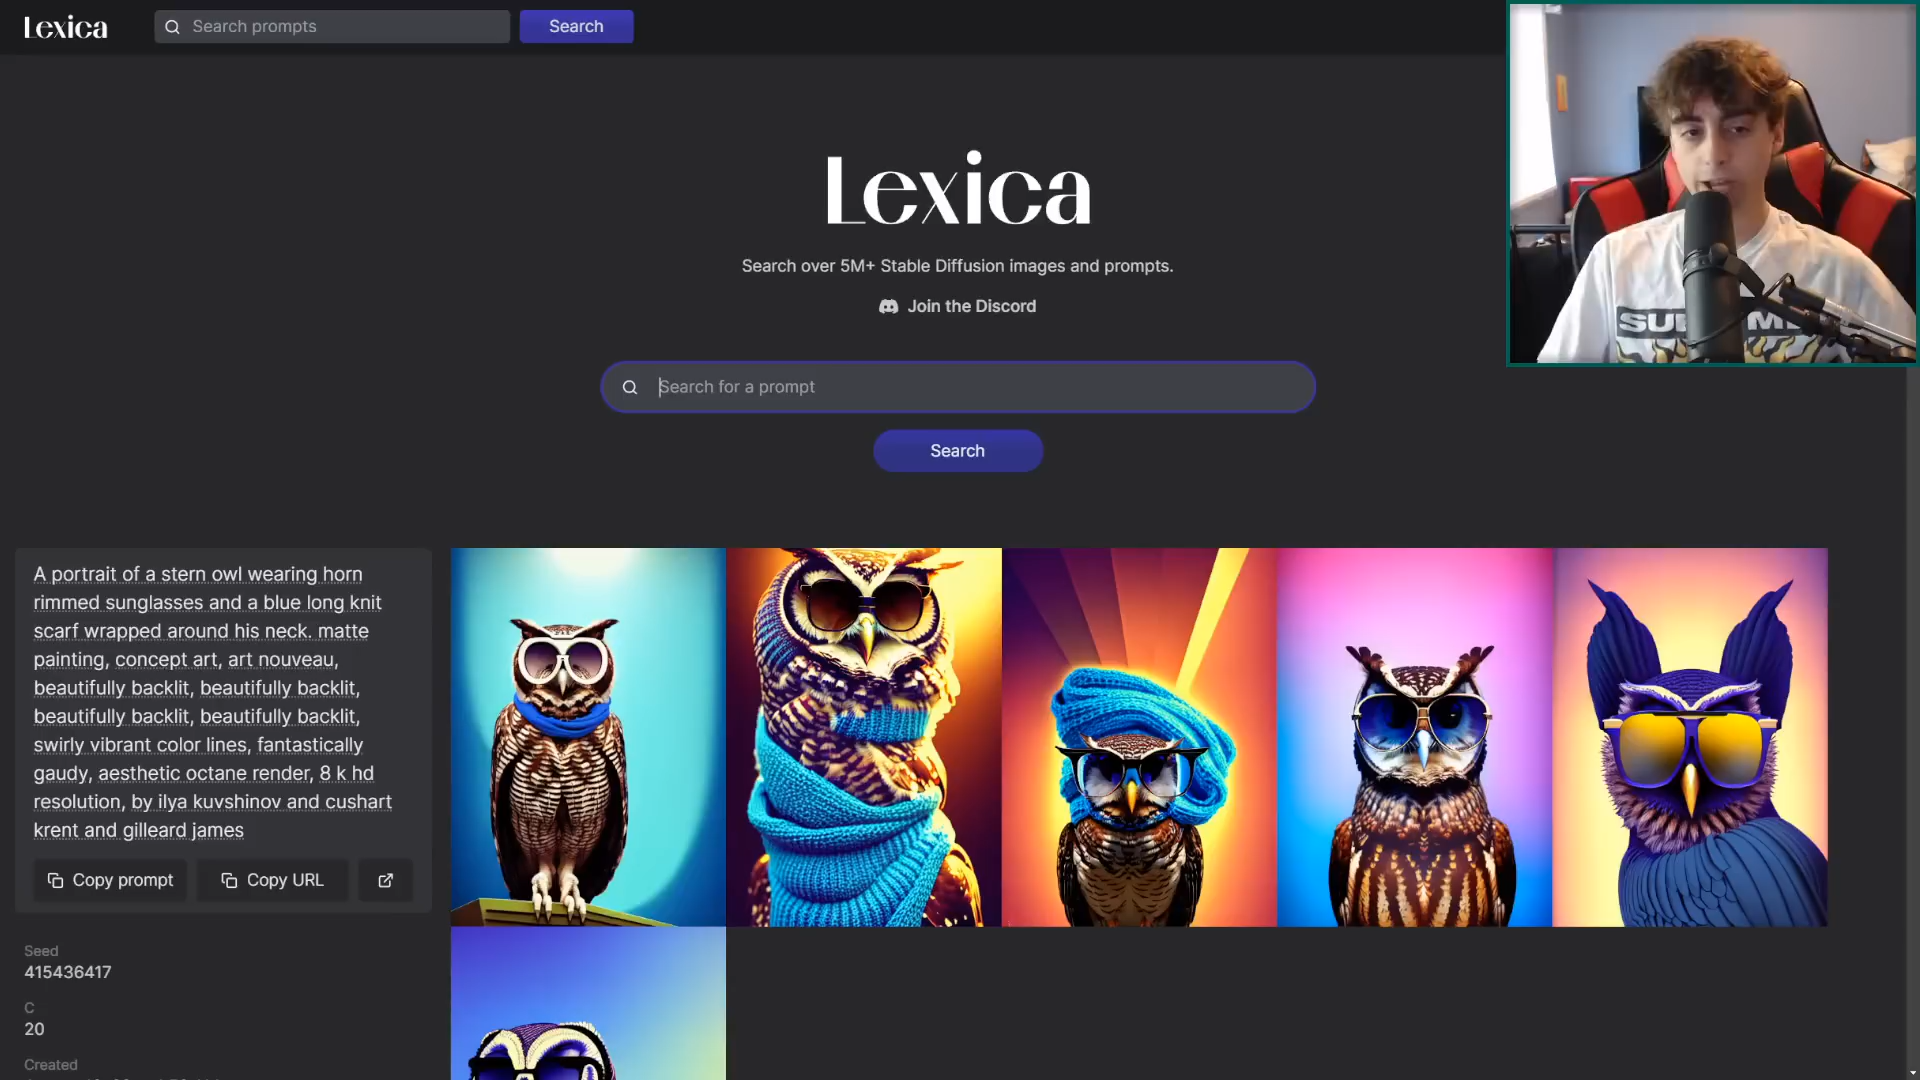 Lexica
Search prompts
Search
Lexica
Search over 5M+ Stable Diffusion images and prompts.
Join the Discord
Search for a prompt
Search
A portrait of a stern owl wearing horn
rimmed sunglasses and a blue long knit
scarf wrapped around his neck. matte
painting, concept art, art nouveau,
beautifully backlit, beautifully backlit,
beautifully backlit, beautifully backlit,
swirly vibrant color lines, fantastically
gaudy, aesthetic octane render, 8 k hd
resolution, by ilya kuvshinov and cushart
krent and gilleard james
Copy prompt
Copy URL
Seed
415436417
C
20
Created